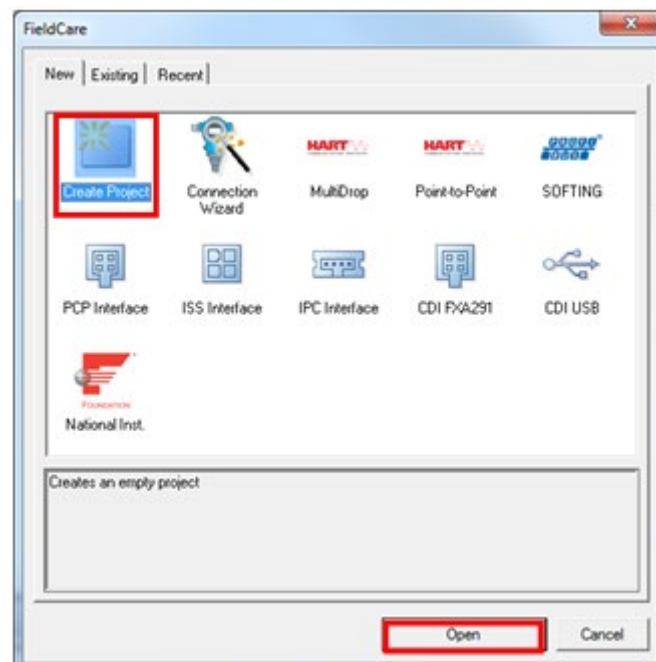 FieldCare
New Existing Recent
Create Project
Connection Wizard
HART
MultiDrop
HART
Point-to-Point
SOFTING
PCP Interface
ISS Interface
IPC Interface
CDI FXA291
CDI USB
FOUNDATION
National Inst.
Creates an empty project
Open Cancel